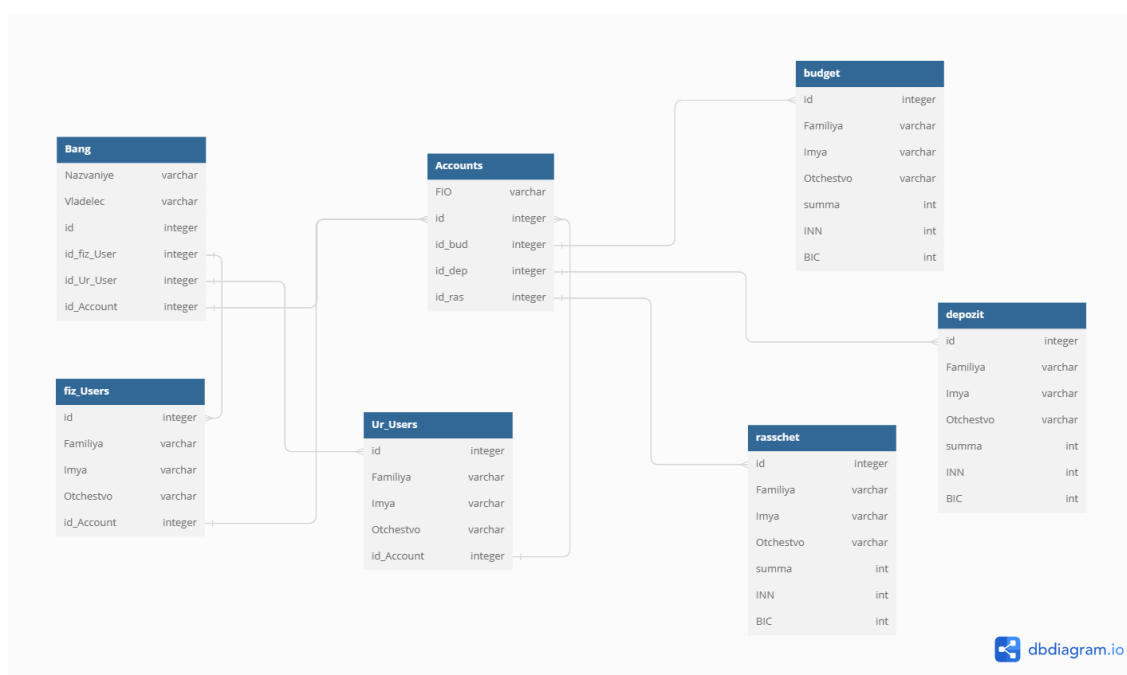 Bang
Nazvaniye varchar
Vladelec varchar
id integer
id_fiz_User integer
id_Ur_User integer
id_Account integer
fiz_Users
id integer
Familiya varchar
Imya varchar
Otchestvo varchar
id_Account integer
Accounts
FIO varchar
id integer
id_bud integer
id_dep integer
id_ras integer
Ur_Users
id integer
Familiya varchar
Imya varchar
Otchestvo varchar
id_Account integer
budget
id integer
Familiya varchar
Imya varchar
Otchestvo varchar
summa int
INN int
BIC int
depozit
id integer
Familiya varchar
Imya varchar
Otchestvo varchar
summa int
INN int
BIC int
rasschet
id integer
Familiya varchar
Imya varchar
Otchestvo varchar
summa int
INN int
BIC int
dbdiagram.io